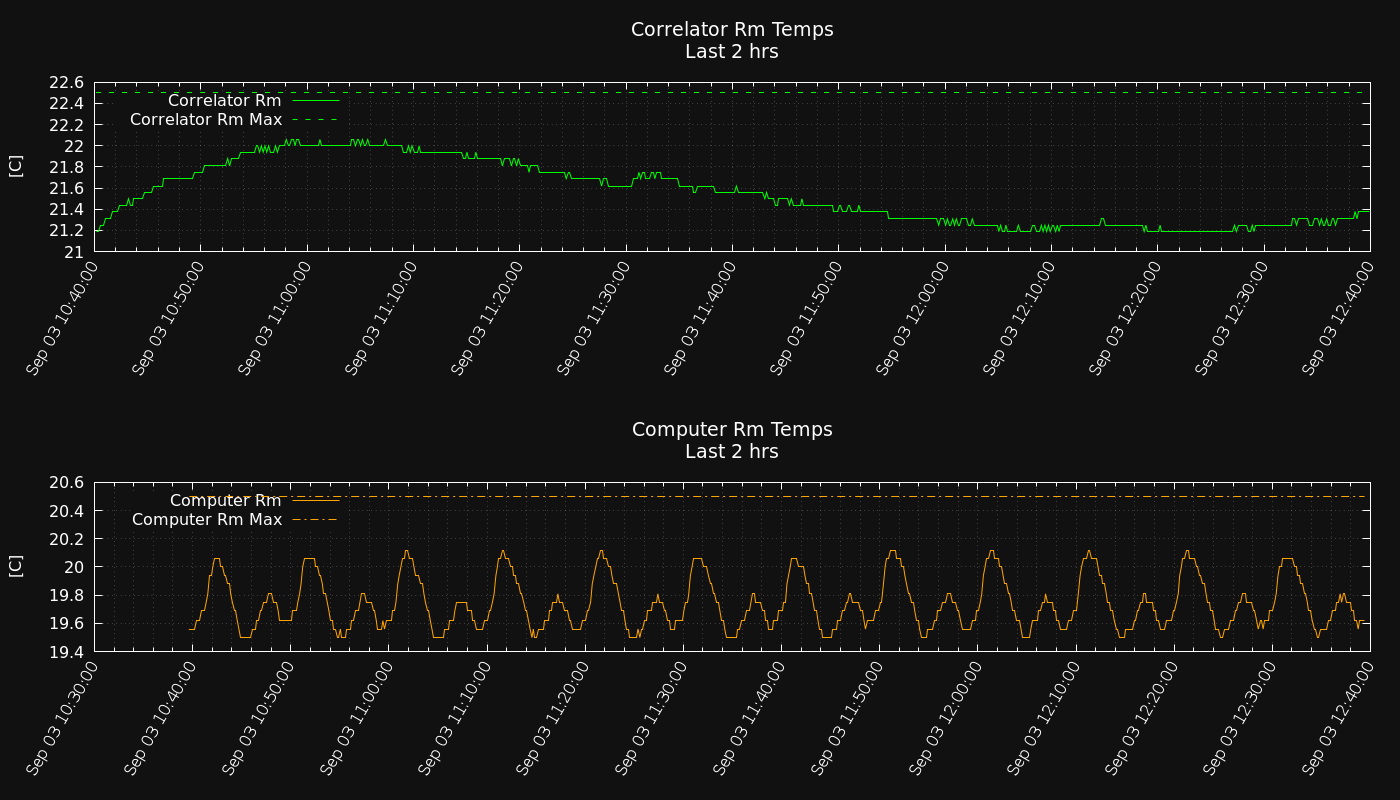 Correlator Rm Temps
Last 2 hrs
22.6
22.4
22.2
22
21.8
21.6
21.4
21.2
21
[C]
Correlator Rm
Correlator Rm Max
Sep 03 10:40:00
Sep 03 10:50:00
Sep 03 11:00:00
Sep 03 11:10:00
Sep 03 11:20:00
Sep 03 11:30:00
Sep 03 11:40:00
Sep 03 11:50:00
Sep 03 12:00:00
Sep 03 12:10:00
Sep 03 12:20:00
Sep 03 12:30:00
Sep 03 12:40:00
Computer Rm Temps
Last 2 hrs
20.6
20.4
20.2
20
19.8
19.6
19.4
[C]
Computer Rm
Computer Rm Max
Sep 03 10:30:00
Sep 03 10:40:00
Sep 03 10:50:00
Sep 03 11:00:00
Sep 03 11:10:00
Sep 03 11:20:00
Sep 03 11:30:00
Sep 03 11:40:00
Sep 03 11:50:00
Sep 03 12:00:00
Sep 03 12:10:00
Sep 03 12:20:00
Sep 03 12:30:00
Sep 03 12:40:00